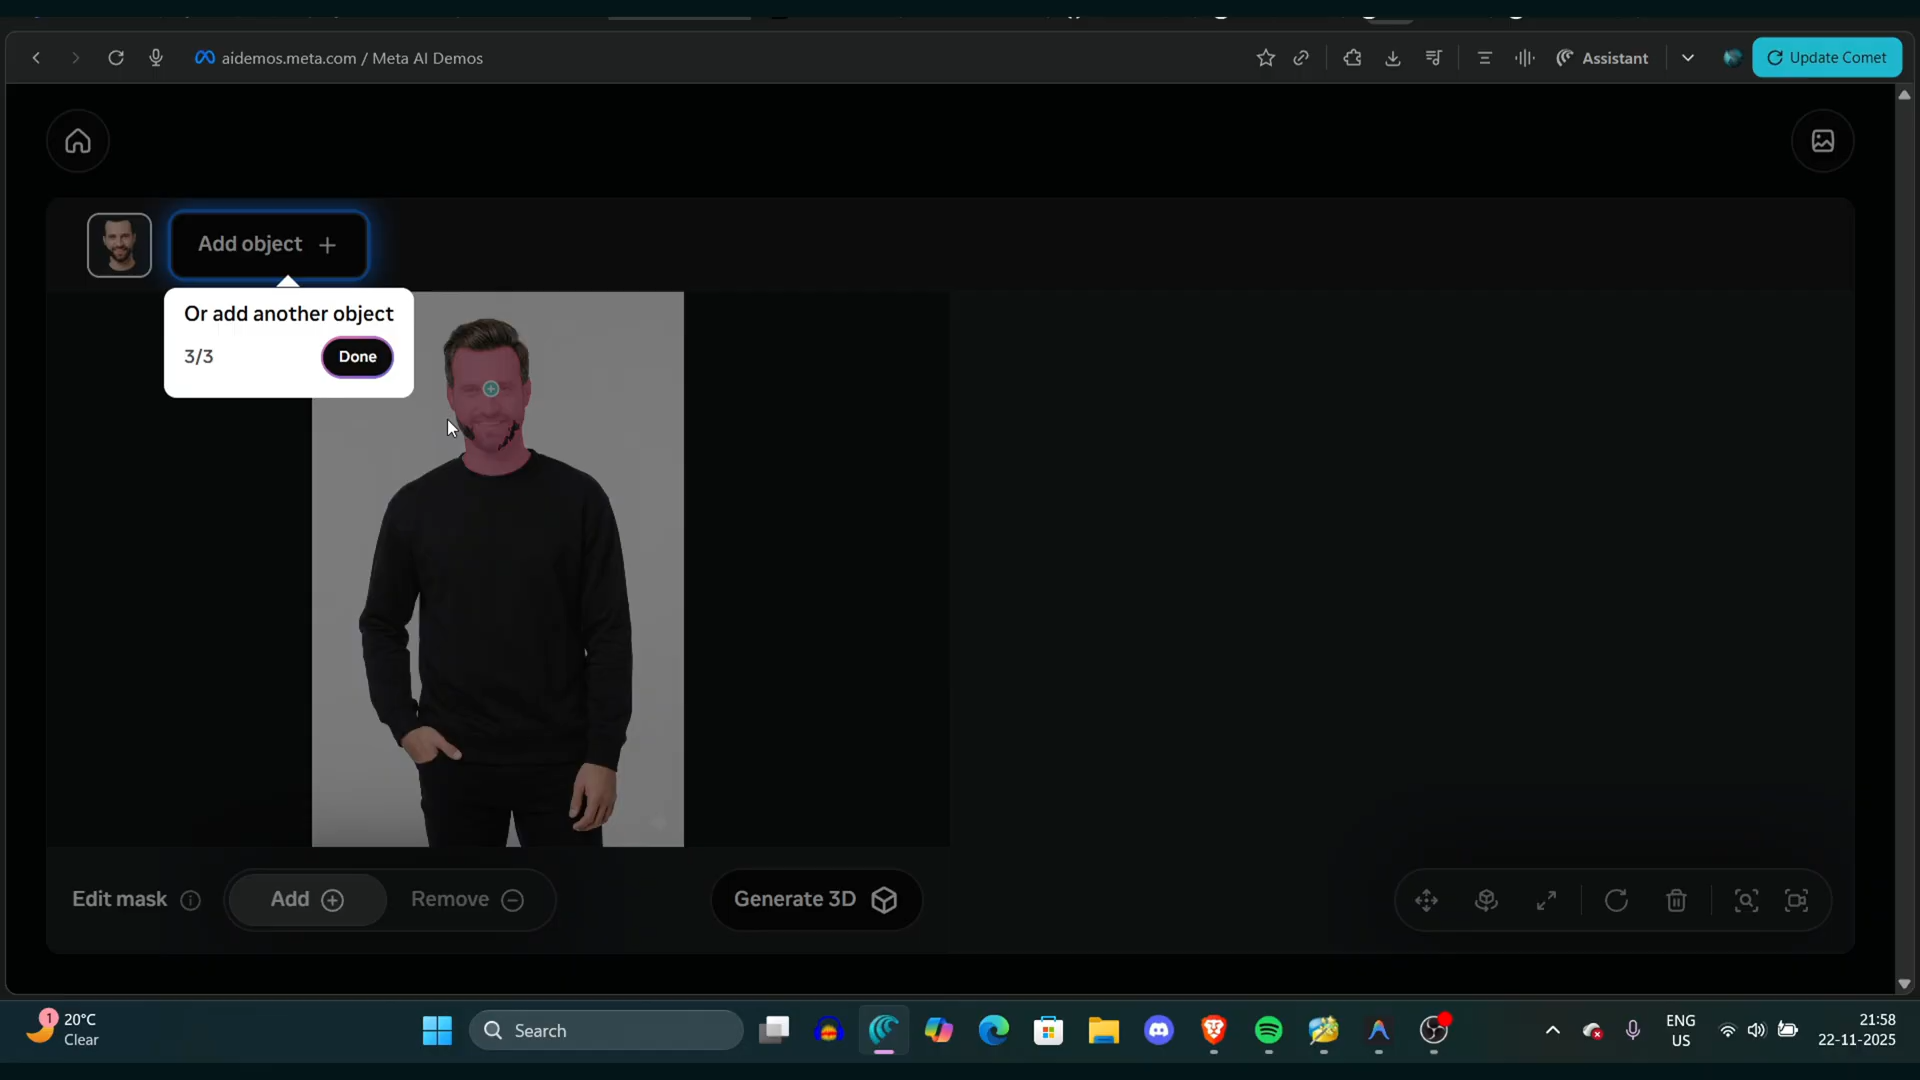 aidemos.meta.com / Meta AI Demos
Assistant
Update Comet
Add object
Or add another object
3/3
Done
Edit mask
Add
Remove
Generate 3D
1
20°C
Clear
Search
ENG
US
21:58
22-11-2025